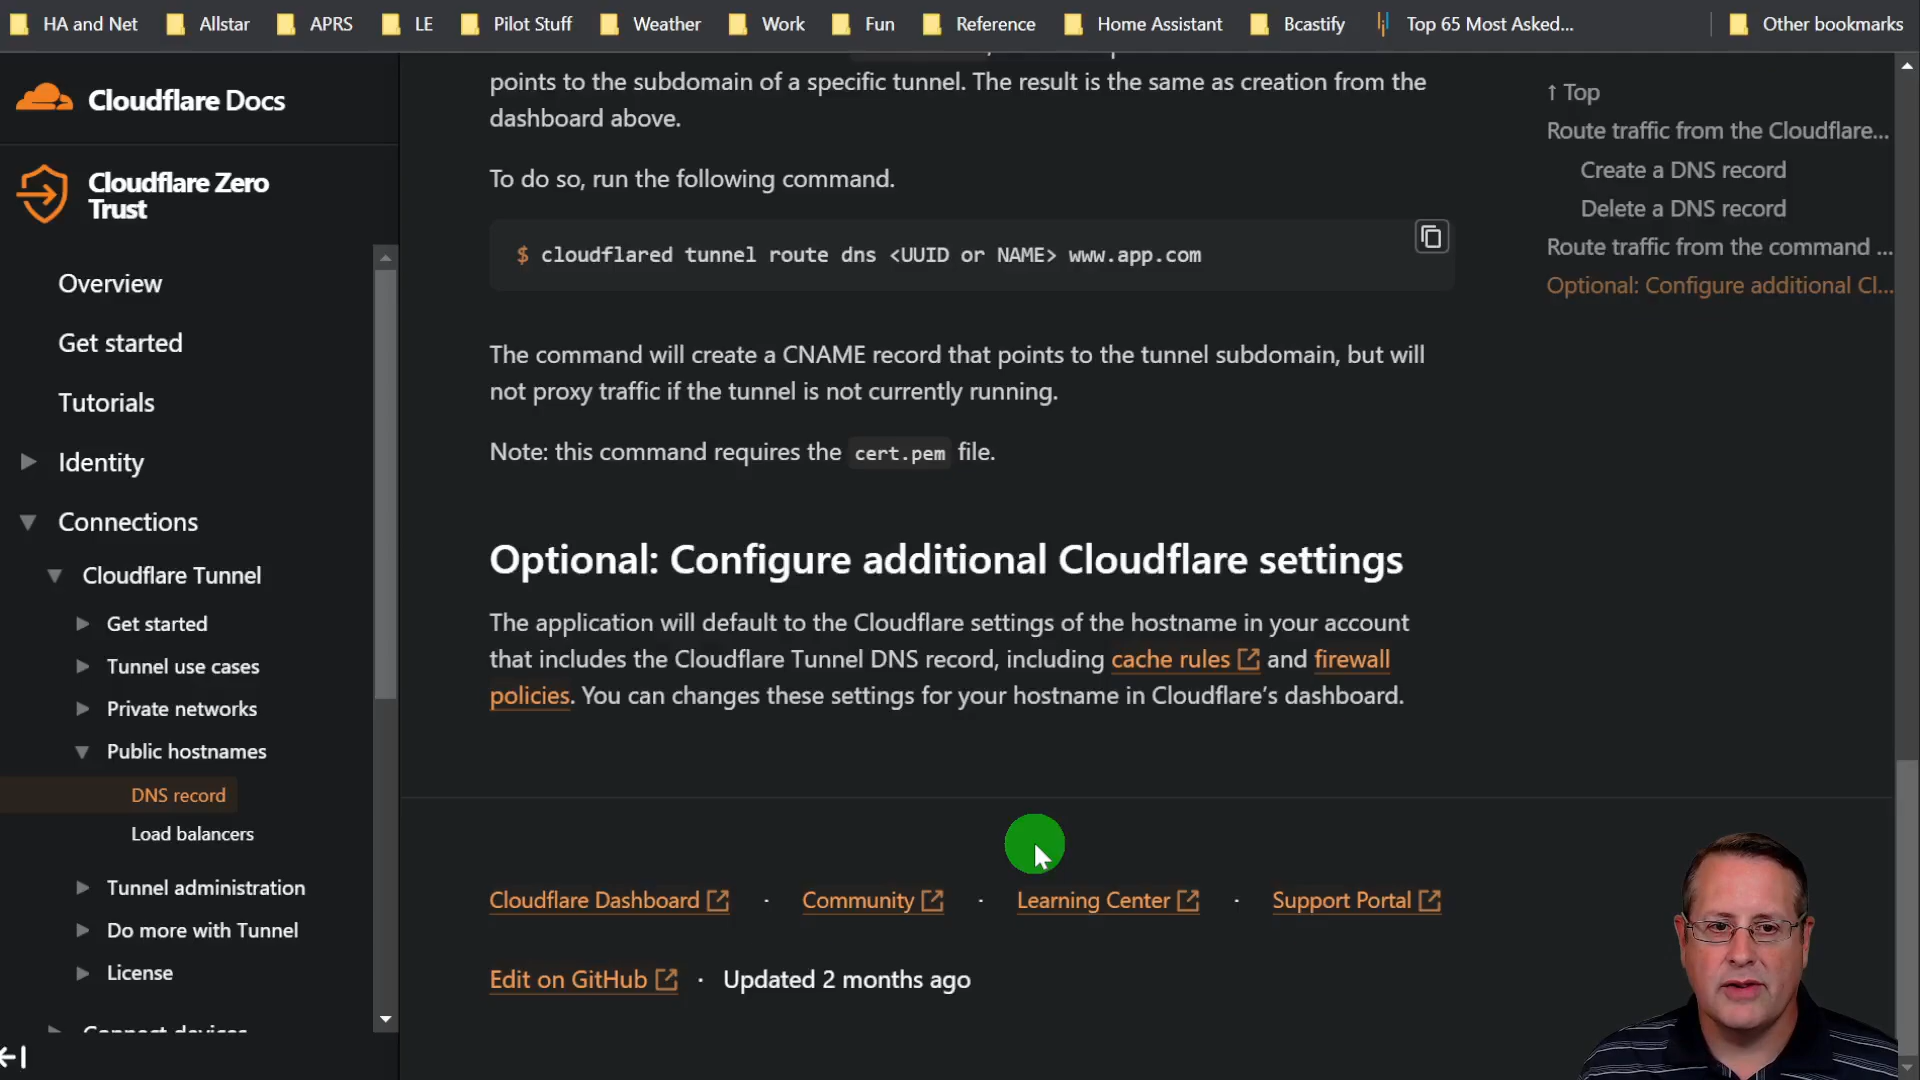 HA and Net
Allstar
APRS
LE
Pilot Stuff
Weather
Work
Fun
Reference
Home Assistant
Bcastify
Top 65 Most Asked...
Other bookmarks
Cloudflare Docs
Cloudflare Zero
Trust
Overview
Get started
Tutorials
Identity
Connections
Cloudflare Tunnel
Get started
Tunnel use cases
Private networks
Public hostnames
DNS record
Load balancers
Tunnel administration
Do more with Tunnel
License
points to the subdomain of a specific tunnel. The result is the same as creation from the
dashboard above.
To do so, run the following command.
$ cloudflared tunnel route dns <UUID or NAME> www.app.com
The command will create a CNAME record that points to the tunnel subdomain, but will
not proxy traffic if the tunnel is not currently running.
Note: this command requires the cert.pem file.
Optional: Configure additional Cloudflare settings
The application will default to the Cloudflare settings of the hostname in your account
that includes the Cloudflare Tunnel DNS record, including cache rules and firewall
policies. You can changes these settings for your hostname in Cloudflare’s dashboard.
Cloudflare Dashboard · Community · Learning Center · Support Portal
Edit on GitHub · Updated 2 months ago
↑ Top
Route traffic from the Cloudflare...
Create a DNS record
Delete a DNS record
Route traffic from the command ...
Optional: Configure additional Cl...